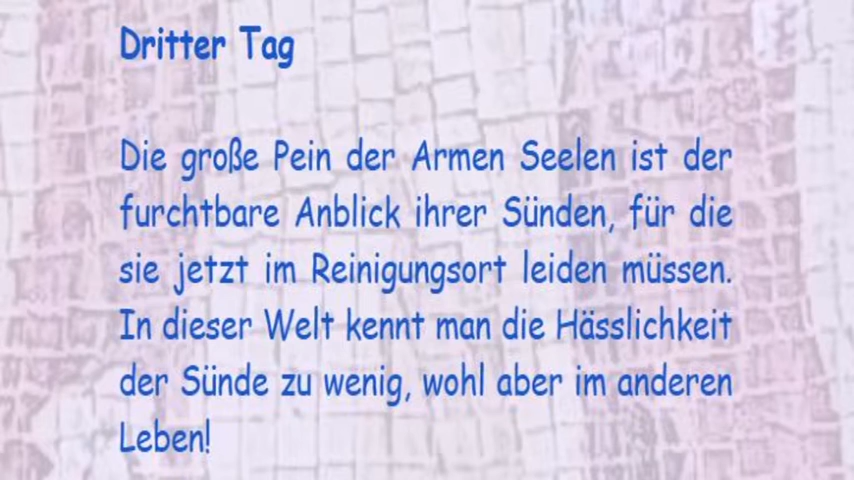 Dritter Tag
Die große Pein der Armen Seelen ist der
furchtbare Anblick ihrer Sünden, für die
sie jetzt im Reinigungsort leiden müssen.
In dieser Welt kennt man die Hässlichkeit
der Sünde zu wenig, wohl aber im anderen
Leben!